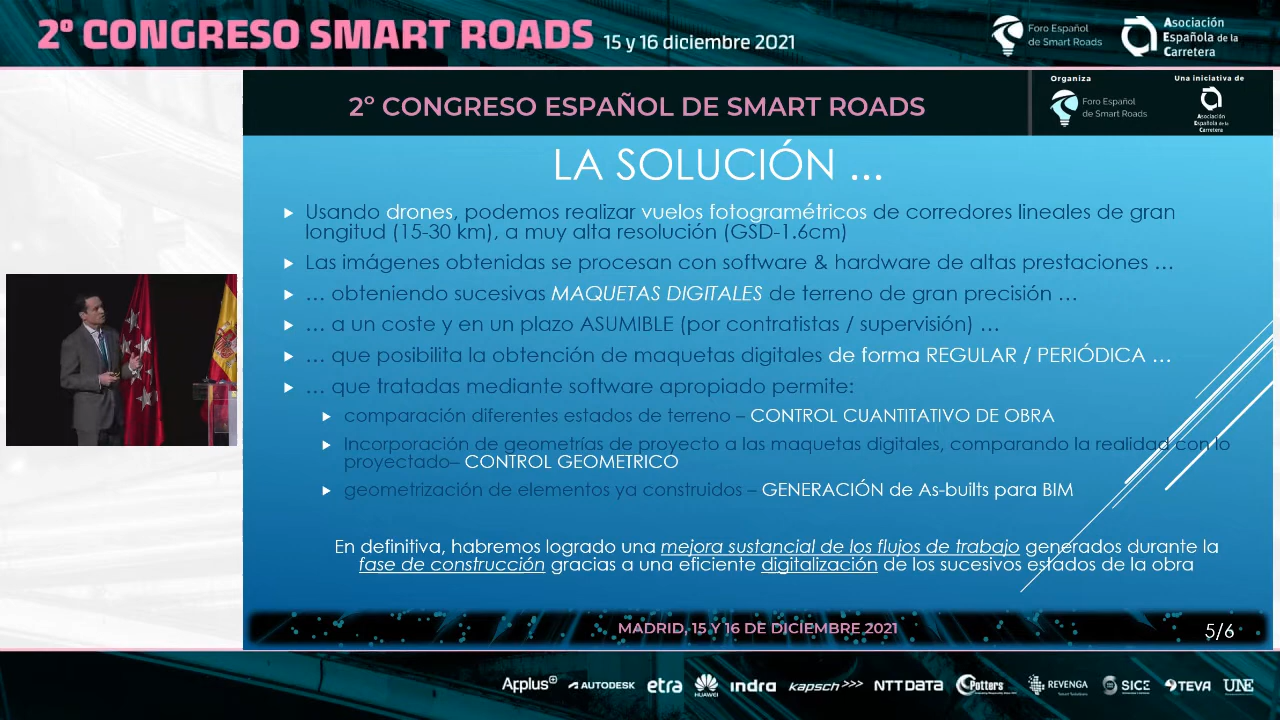 2º CONGRESO SMART ROADS 15 y 16 diciembre 2021
Foro Español
de Smart Roads
Asociación
Española de la
Carretera
2º CONGRESO ESPAÑOL DE SMART ROADS
Organiza
Foro Español
de Smart Roads
Una iniciativa de
Asociación
Española de la
Carretera
LA SOLUCIÓN ...
Usando drones, podemos realizar vuelos fotogramétricos de corredores lineales de gran
longitud (15-30 km), a muy alta resolución (GSD-1.6cm)
Las imágenes obtenidas se procesan con software & hardware de altas prestaciones ...
... obteniendo sucesivas MAQUETAS DIGITALES de terreno de gran precisión ...
... a un coste y en un plazo ASUMIBLE (por contratistas / supervisión) ...
... que posibilita la obtención de maquetas digitales de forma REGULAR / PERIÓDICA ...
... que tratadas mediante software apropiado permite:
comparación diferentes estados de terreno – CONTROL CUANTITATIVO DE OBRA
Incorporación de geometrías de proyecto a las maquetas digitales, comparando la realidad con lo
proyectado– CONTROL GEOMETRICO
geometrización de elementos ya construidos – GENERACIÓN de As-builts para BIM
En definitiva, habremos logrado una mejora sustancial de los flujos de trabajo generados durante la
fase de construcción gracias a una eficiente digitalización de los sucesivos estados de la obra
MADRID, 15 Y 16 DE DICIEMBRE 2021
5/6
Applus+ AUTODESK etra HUAWEI indra kapsch>>> NTT DATA Potters REVENGA SICE TEVA UNE